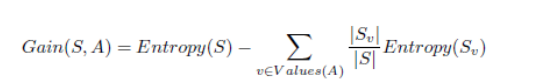 Gain(S, A) = Entropy(S) − ∑_{v∈Values(A)} |S_v|/|S| Entropy(S_v)